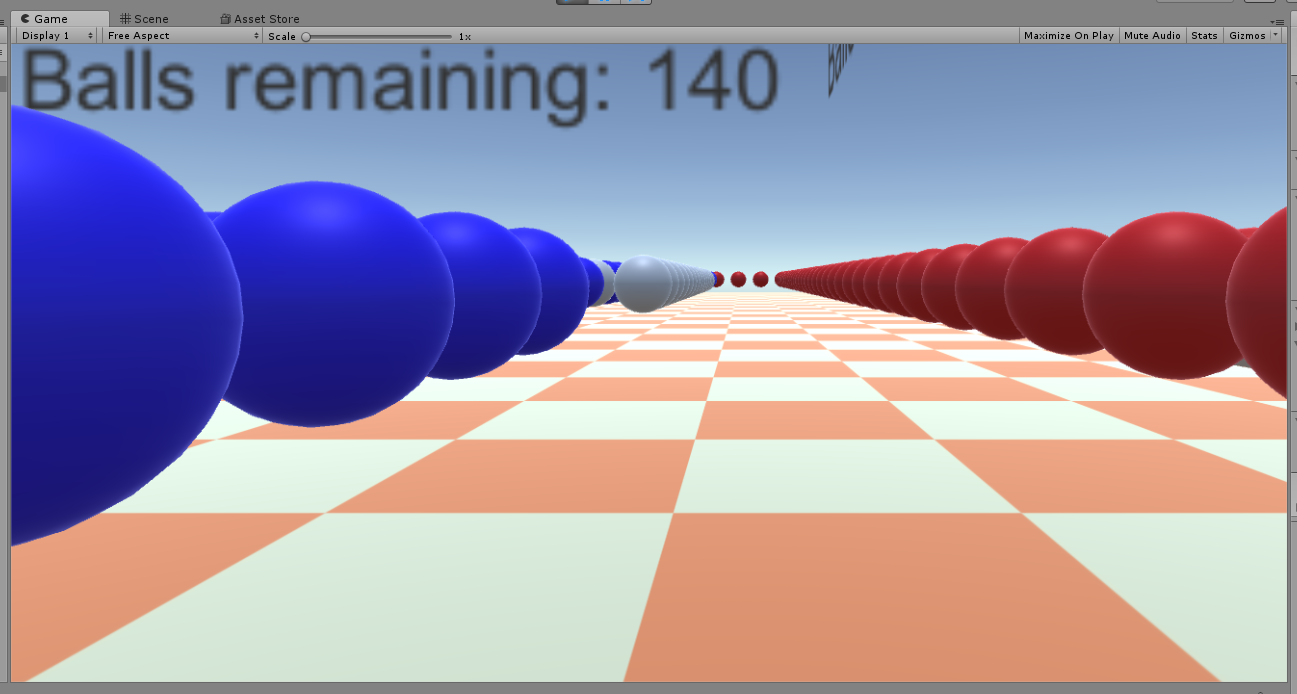 Game Scene Asset Store
Display 1 Free Aspect Scale 1x Maximize On Play Mute Audio Stats Gizmos
Balls remaining: 140